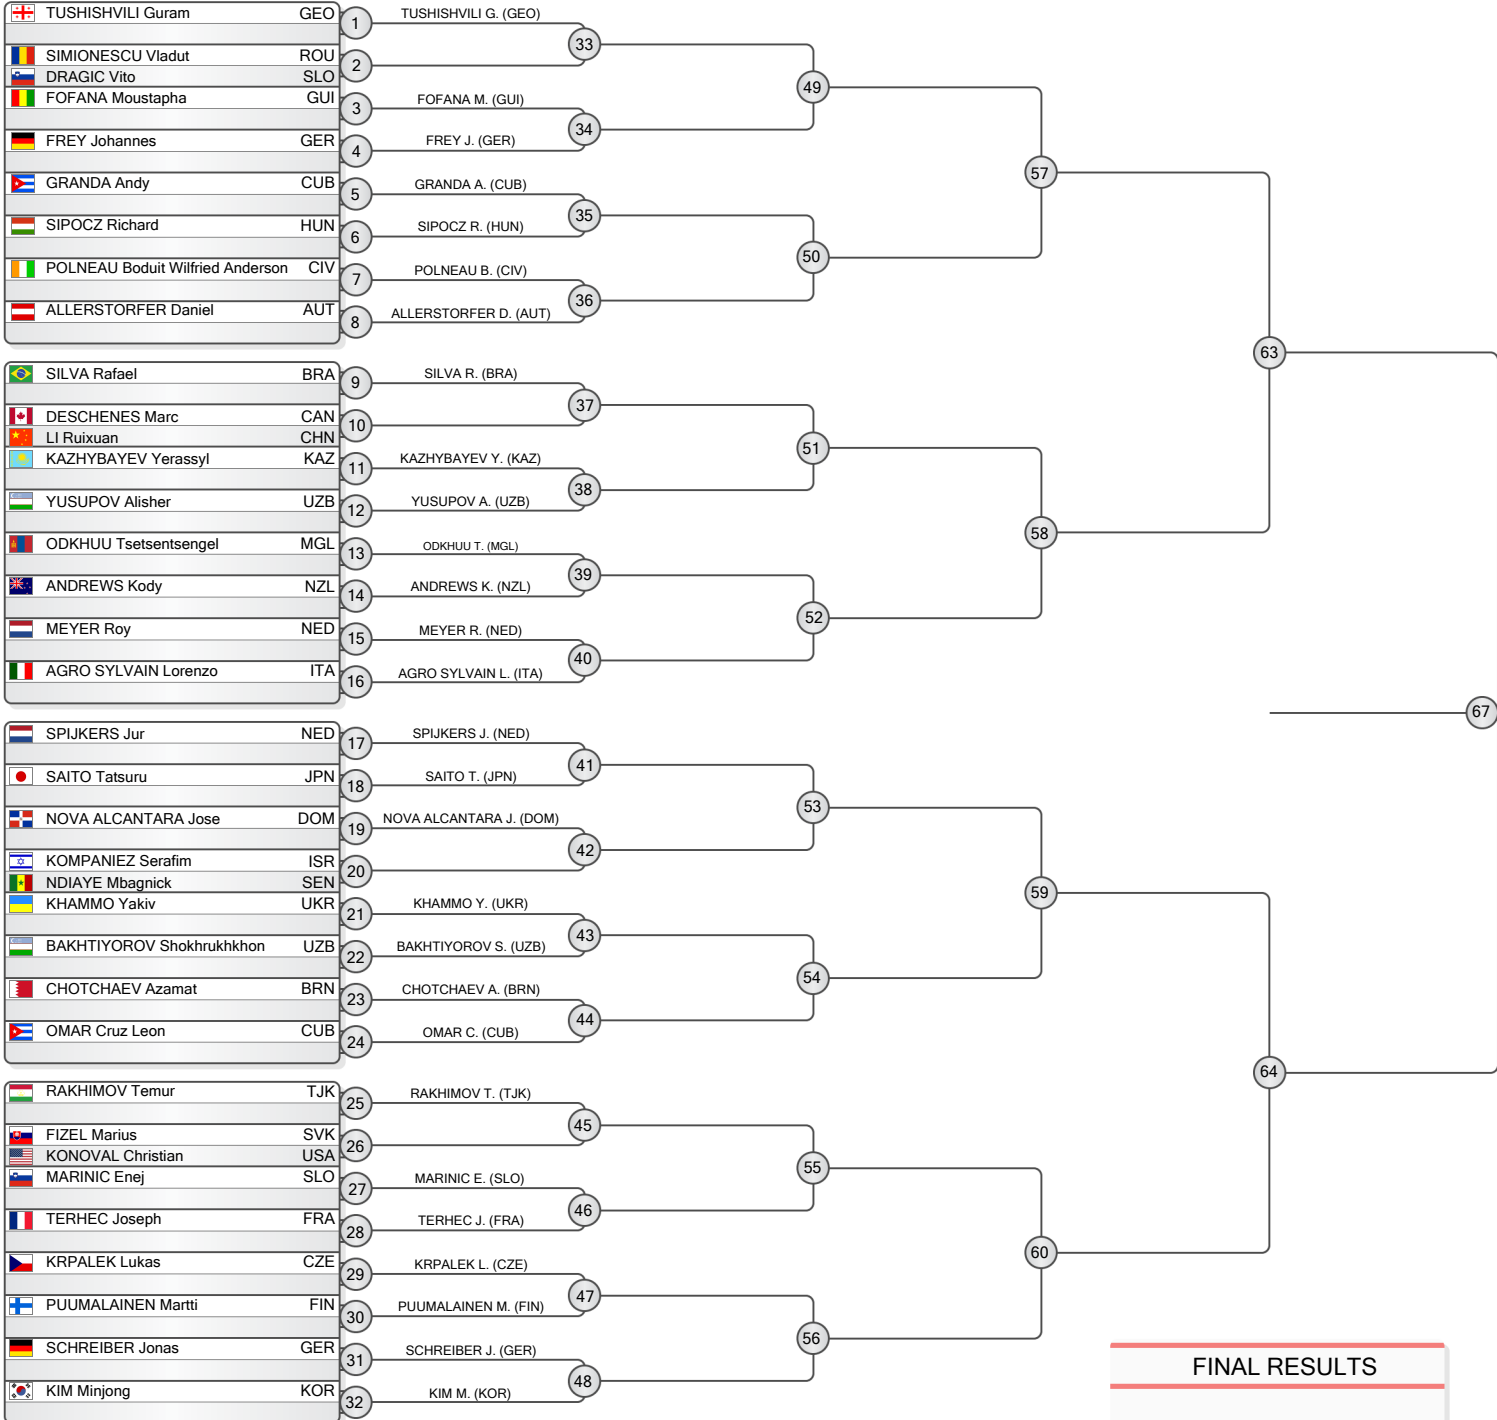 TUSHISHVILI Guram GEO
SIMIONESCU Vladut ROU
DRAGIC Vito SLO
FOFANA Moustapha GUI
FREY Johannes GER
GRANDA Andy CUB
SIPOCZ Richard HUN
POLNEAU Boduit Wilfried Anderson CIV
ALLERSTORFER Daniel AUT
1
2
3
4
5
6
7
8
TUSHISHVILI G. (GEO)
FOFANA M. (GUI)
FREY J. (GER)
GRANDA A. (CUB)
SIPOCZ R. (HUN)
POLNEAU B. (CIV)
ALLERSTORFER D. (AUT)
33
34
35
36
49
50
57
SILVA Rafael BRA
DESCHENES Marc CAN
LI Ruixuan CHN
KAZHYBAYEV Yerassyl KAZ
YUSUPOV Alisher UZB
ODKHUU Tsetsentsengel MGL
ANDREWS Kody NZL
MEYER Roy NED
AGRO SYLVAIN Lorenzo ITA
9
10
11
12
13
14
15
16
SILVA R. (BRA)
KAZHYBAYEV Y. (KAZ)
YUSUPOV A. (UZB)
ODKHUU T. (MGL)
ANDREWS K. (NZL)
MEYER R. (NED)
AGRO SYLVAIN L. (ITA)
37
38
39
40
51
52
58
63
SPIJKERS Jur NED
SAITO Tatsuru JPN
NOVA ALCANTARA Jose DOM
KOMPANIEZ Serafim ISR
NDIAYE Mbagnick SEN
KHAMMO Yakiv UKR
BAKHTIYOROV Shokhrukhkhon UZB
CHOTCHAEV Azamat BRN
OMAR Cruz Leon CUB
17
18
19
20
21
22
23
24
SPIJKERS J. (NED)
SAITO T. (JPN)
NOVA ALCANTARA J. (DOM)
KHAMMO Y. (UKR)
BAKHTIYOROV S. (UZB)
CHOTCHAEV A. (BRN)
OMAR C. (CUB)
41
42
43
44
53
54
59
67
RAKHIMOV Temur TJK
FIZEL Marius SVK
KONOVAL Christian USA
MARINIC Enej SLO
TERHEC Joseph FRA
KRPALEK Lukas CZE
PUUMALAINEN Martti FIN
SCHREIBER Jonas GER
KIM Minjong KOR
25
26
27
28
29
30
31
32
RAKHIMOV T. (TJK)
MARINIC E. (SLO)
TERHEC J. (FRA)
KRPALEK L. (CZE)
PUUMALAINEN M. (FIN)
SCHREIBER J. (GER)
KIM M. (KOR)
45
46
47
48
55
56
60
64
FINAL RESULTS